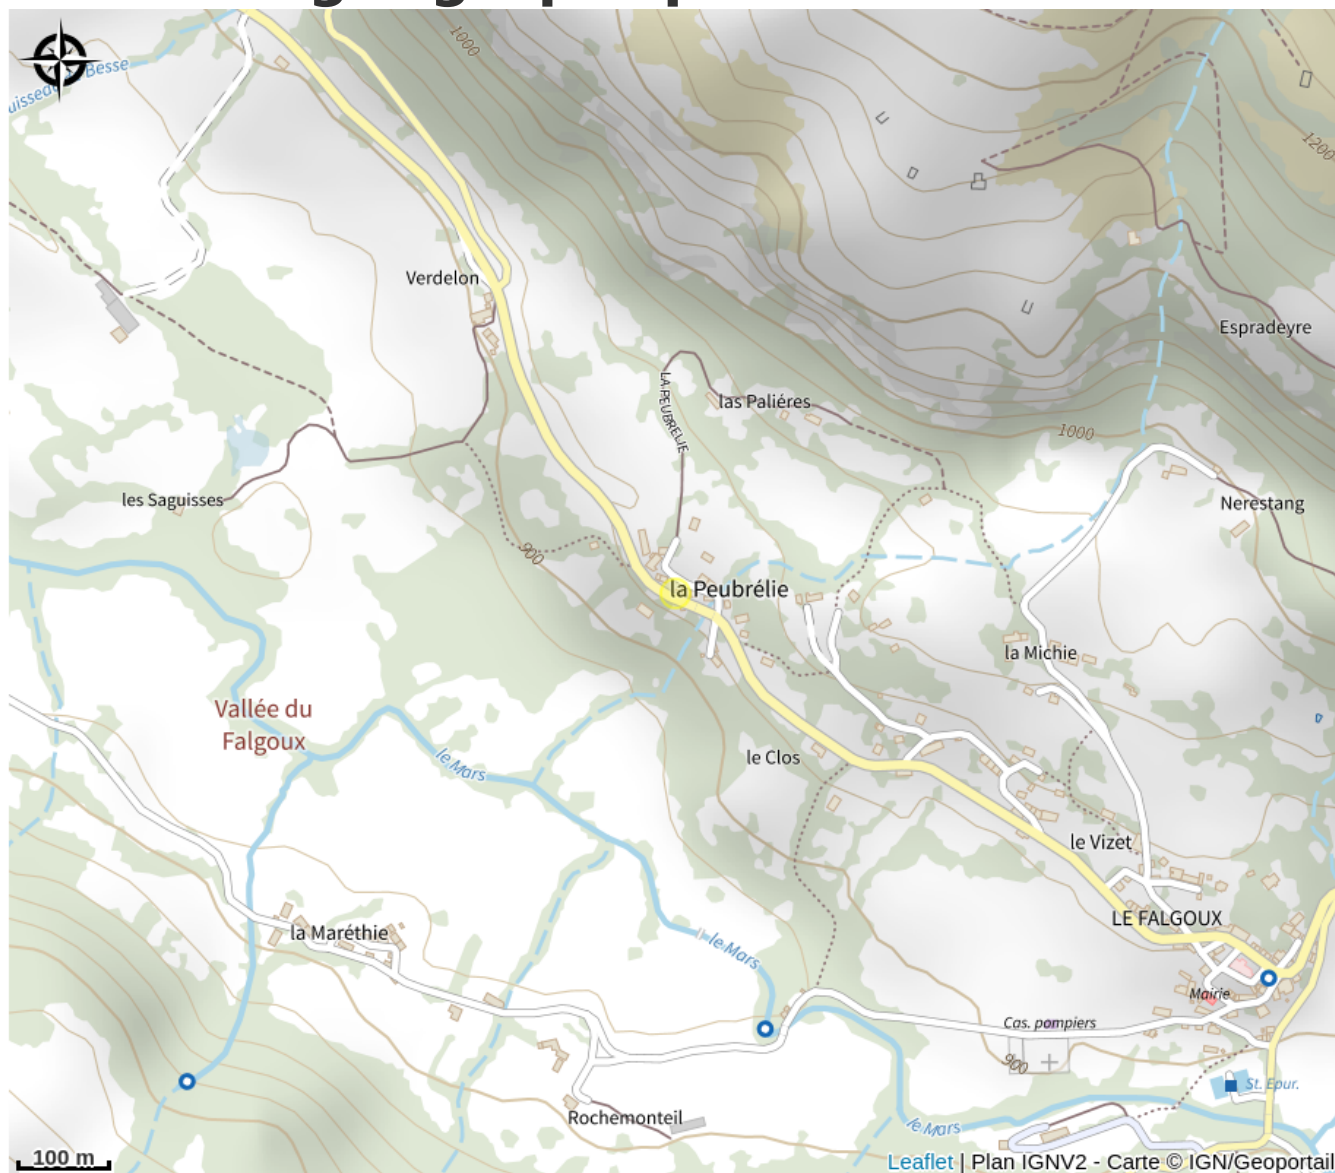 1000
Besse
1200
Verdelon
Espradeyre
LA PEUBRELIE
las Paliéres
1000
les Saguisses
Nerestang
900
la Peubrélie
la Michie
Vallée du
Falgoux
le Mars
le Clos
le Vizet
LE FALGOUX
la Maréthie
le Mars
Mairie
Cas. pompiers
900
St. Epur.
Rochemonteil
le Mars
100 m
Leaflet | Plan IGNV2 - Carte © IGN/Geoportail